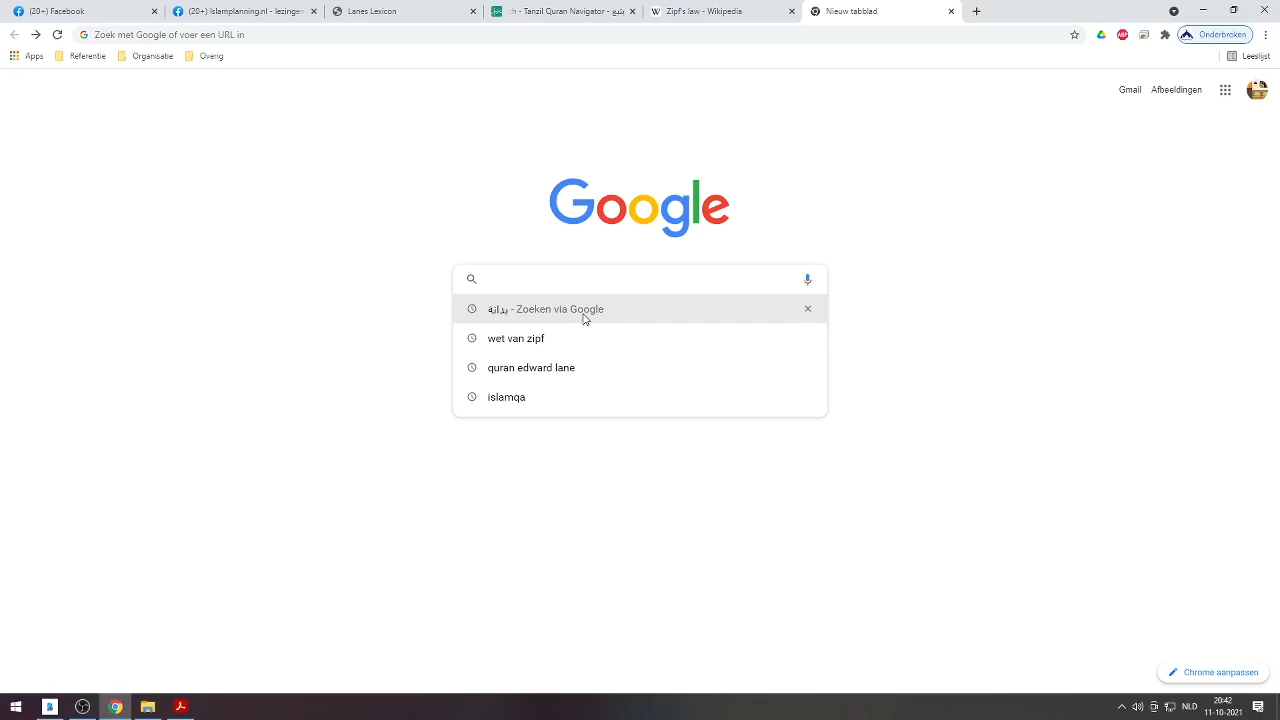 (20+) Facebook
(20+) Islamplanning.nl - lezingen
Lanes Lexicon
Tanzil Quran Navigator
Zipf's law - Wikipedia
Nieuw tabblad
Zoek met Google of voer een URL in
Onderbroken
Apps
Referentie
Organisatie
Overig
Leeslijst
Gmail
Afbeeldingen
Google
- Zoeken via Google
wet van zipf
quran edward lane
islamqa
Chrome aanpassen
NLD
20:42
11-10-2021